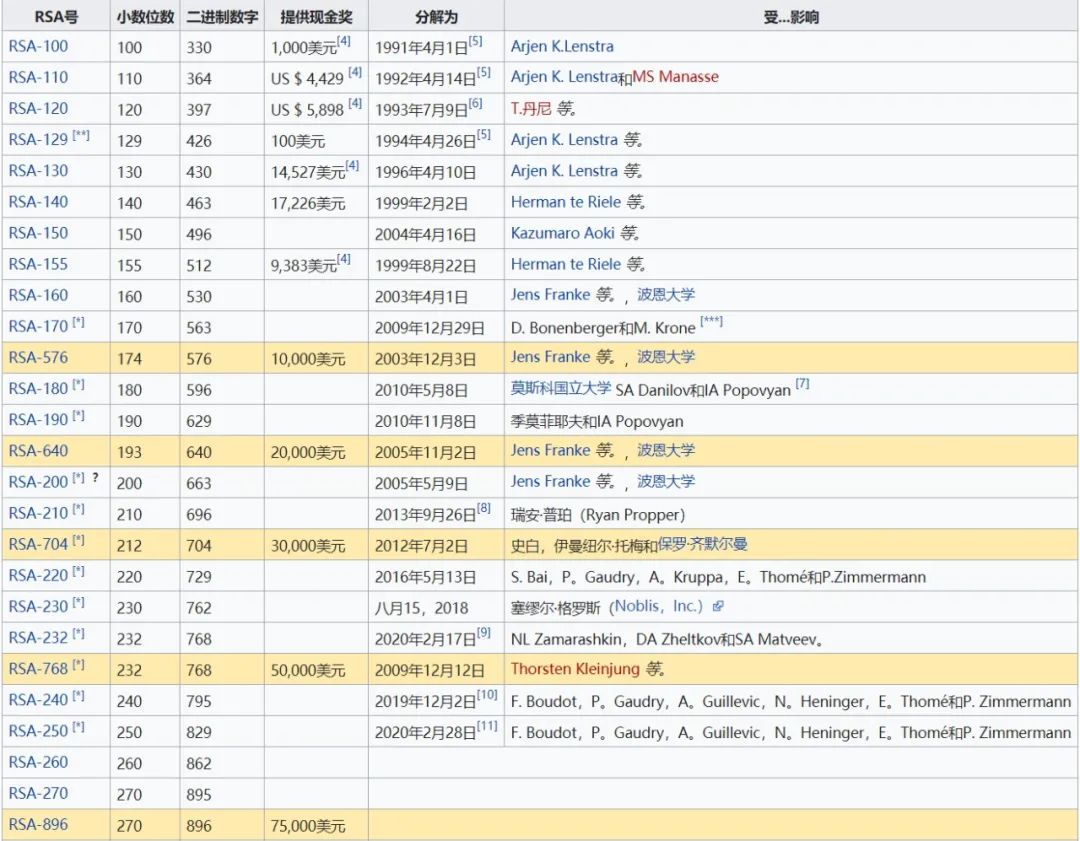 RSA号 小数位数 二进制数字 提供现金奖 分解为 受...影响
RSA-100 100 330 1,000美元[4] 1991年4月1日[5] Arjen K.Lenstra
RSA-110 110 364 US $ 4,429 [4] 1992年4月14日[5] Arjen K. Lenstra和MS Manasse
RSA-120 120 397 US $ 5,898 [4] 1993年7月9日[6] T.丹尼 等。
RSA-129 [**] 129 426 100美元 1994年4月26日[5] Arjen K. Lenstra 等。
RSA-130 130 430 14,527美元[4] 1996年4月10日 Arjen K. Lenstra 等。
RSA-140 140 463 17,226美元 1999年2月2日 Herman te Riele 等。
RSA-150 150 496 2004年4月16日 Kazumaro Aoki 等。
RSA-155 155 512 9,383美元[4] 1999年8月22日 Herman te Riele 等。
RSA-160 160 530 2003年4月1日 Jens Franke 等。, 波恩大学
RSA-170 [*] 170 563 2009年12月29日 D. Bonenberger和M. Krone [***]
RSA-576 174 576 10,000美元 2003年12月3日 Jens Franke 等。, 波恩大学
RSA-180 [*] 180 596 2010年5月8日 莫斯科国立大学 SA Danilov和IA Popovyan [7]
RSA-190 [*] 190 629 2010年11月8日 季莫菲耶夫和IA Popovyan
RSA-640 193 640 20,000美元 2005年11月2日 Jens Franke 等。, 波恩大学
RSA-200 [*] ? 200 663 2005年5月9日 Jens Franke 等。, 波恩大学
RSA-210 [*] 210 696 2013年9月26日[8] 瑞安·普珀（Ryan Propper）
RSA-704 [*] 212 704 30,000美元 2012年7月2日 史白，伊曼纽尔·托梅和保罗·齐默尔曼
RSA-220 [*] 220 729 2016年5月13日 S. Bai，P。Gaudry，A。Kruppa，E。Thomé和P.Zimmermann
RSA-230 [*] 230 762 八月15，2018 塞缪尔·格罗斯（Noblis，Inc.）
RSA-232 [*] 232 768 2020年2月17日[9] NL Zamarashkin，DA Zheltkov和SA Matveev。
RSA-768 [*] 232 768 50,000美元 2009年12月12日 Thorsten Kleinjung 等。
RSA-240 [*] 240 795 2019年12月2日[10] F. Boudot，P。Gaudry，A。Guillevic，N。Heninger，E。Thomé和P. Zimmermann
RSA-250 [*] 250 829 2020年2月28日[11] F. Boudot，P。Gaudry，A。Guillevic，N。Heninger，E。Thomé和P. Zimmermann
RSA-260 260 862
RSA-270 270 895
RSA-896 270 896 75,000美元